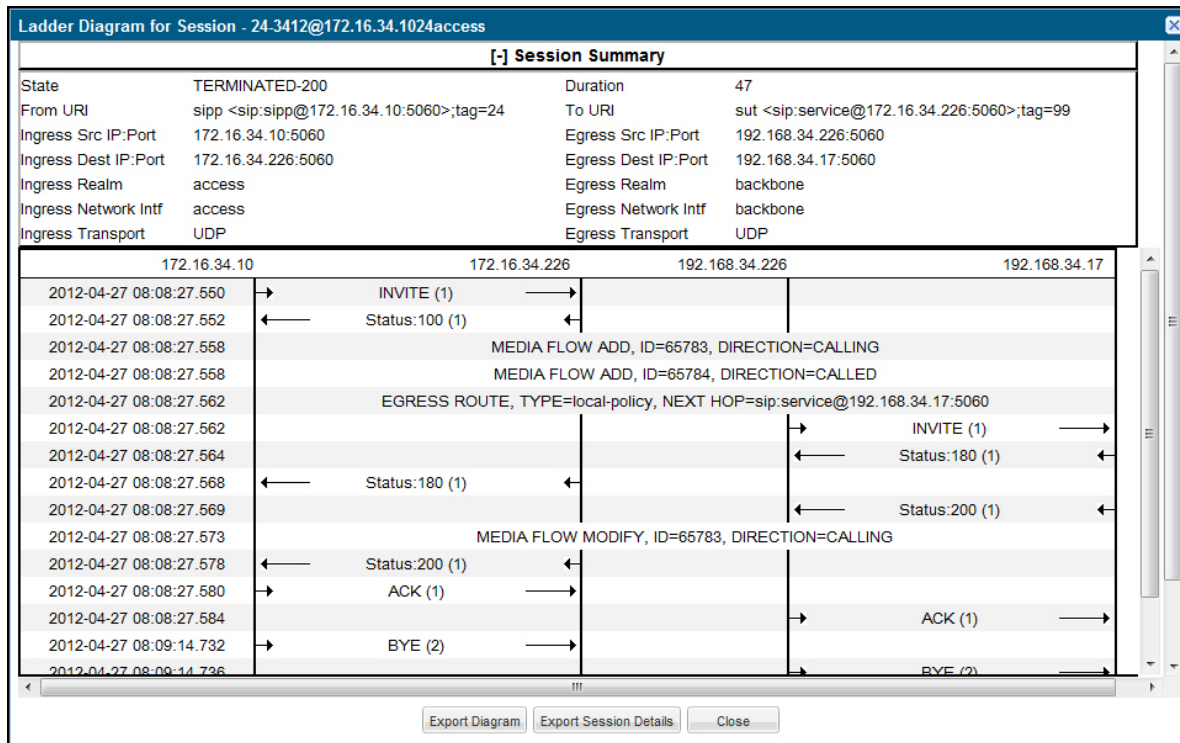 Ladder Diagram for Session - 24-3412@172.16.34.1024access
[-] Session Summary
State TERMINATED-200 Duration 47
From URI sipp <sip:sipp@172.16.34.10:5060>;tag=24 To URI sut <sip:service@172.16.34.226:5060>;tag=99
Ingress Src IP:Port 172.16.34.10:5060 Egress Src IP:Port 192.168.34.226:5060
Ingress Dest IP:Port 172.16.34.226:5060 Egress Dest IP:Port 192.168.34.17:5060
Ingress Realm access Egress Realm backbone
Ingress Network Intf access Egress Network Intf backbone
Ingress Transport UDP Egress Transport UDP
172.16.34.10 172.16.34.226 192.168.34.226 192.168.34.17
2012-04-27 08:08:27.550 INVITE (1)
2012-04-27 08:08:27.552 Status:100 (1)
2012-04-27 08:08:27.558 MEDIA FLOW ADD, ID=65783, DIRECTION=CALLING
2012-04-27 08:08:27.558 MEDIA FLOW ADD, ID=65784, DIRECTION=CALLED
2012-04-27 08:08:27.562 EGRESS ROUTE, TYPE=local-policy, NEXT HOP=sip:service@192.168.34.17:5060
2012-04-27 08:08:27.562 INVITE (1)
2012-04-27 08:08:27.564 Status:180 (1)
2012-04-27 08:08:27.568 Status:180 (1)
2012-04-27 08:08:27.569 Status:200 (1)
2012-04-27 08:08:27.573 MEDIA FLOW MODIFY, ID=65783, DIRECTION=CALLING
2012-04-27 08:08:27.578 Status:200 (1)
2012-04-27 08:08:27.580 ACK (1)
2012-04-27 08:08:27.584 ACK (1)
2012-04-27 08:09:14.732 BYE (2)
2012-04-27 08:09:14.736 BYE (2)
Export Diagram Export Session Details Close